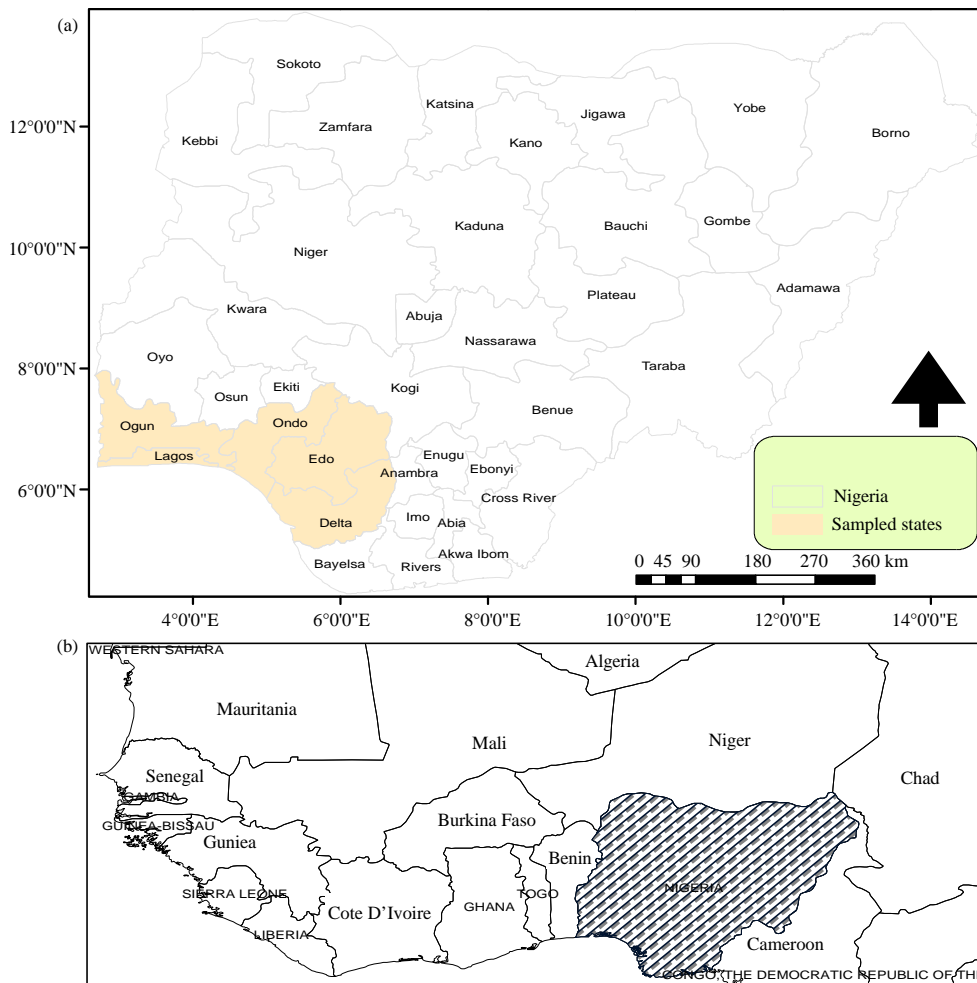 (a)
Sokoto
Katsina
Jigawa
Yobe
Zamfara
Kebbi
Kano
Borno
12°0'0"N
Kaduna
Bauchi
Gombe
10°0'0"N
Niger
Plateau
Adamawa
Kwara
Abuja
Nassarawa
Oyo
Taraba
8°0'0"N
Osun
Ekiti
Kogi
Benue
Ogun
Ondo
Lagos
Edo
Enugu
Anambra
Ebonyi
6°0'0"N
Cross River
Delta
Imo
Abia
Bayelsa
Rivers
Akwa Ibom
Nigeria
Sampled states
0 45 90 180 270 360 km
4°0'0"E 6°0'0"E 8°0'0"E 10°0'0"E 12°0'0"E 14°0'0"E
(b)
WESTERN SAHARA
Algeria
Mauritania
Mali
Niger
Senegal
Chad
GAMBIA
Burkina Faso
GUINEA-BISSAU
Guniea
Benin
SIERRA LEONE
TOGO
NIGERIA
Cote D'Ivoire
GHANA
LIBERIA
Cameroon
CONGO, THE DEMOCRATIC REPUBLIC OF THE